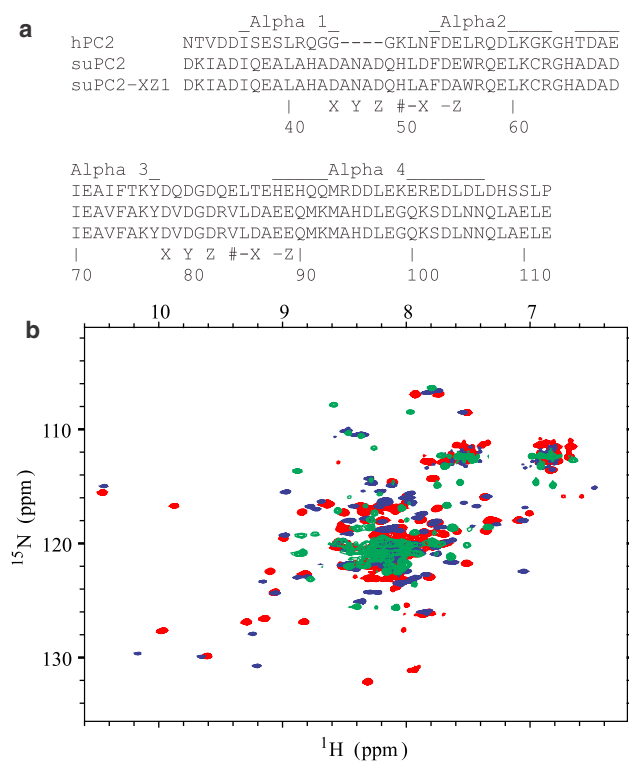 a
_Alpha 1_ _Alpha2____ ____
hPC2 NTVDDISESLRQGG----GKLNFDELRQDLKGKGHTDAE
suPC2 DKIADIQEALAHADANADQHLDFDEWRQELKCRGHADAD
suPC2-XZ1 DKIADIQEALAHADANADQHLAFDAWRQELKCRGHADAD
| X Y Z #-X -Z |
40 50 60
Alpha 3_ _____Alpha 4_______
IEAIFTKYDQDGDQELTEHEHQQMRDDLEKEREDLDLDHSSLP
IEAVFAKYDVDGDRVLDAEEQMKMAHDLEGQKSDLNNQLAELE
IEAVFAKYDVDGDRVLDAEEQMKMAHDLEGQKSDLNNQLAELE
| X Y Z #-X -Z| | |
70 80 90 100 110
b
10 9 8 7
110
120
130
15N (ppm)
1H (ppm)